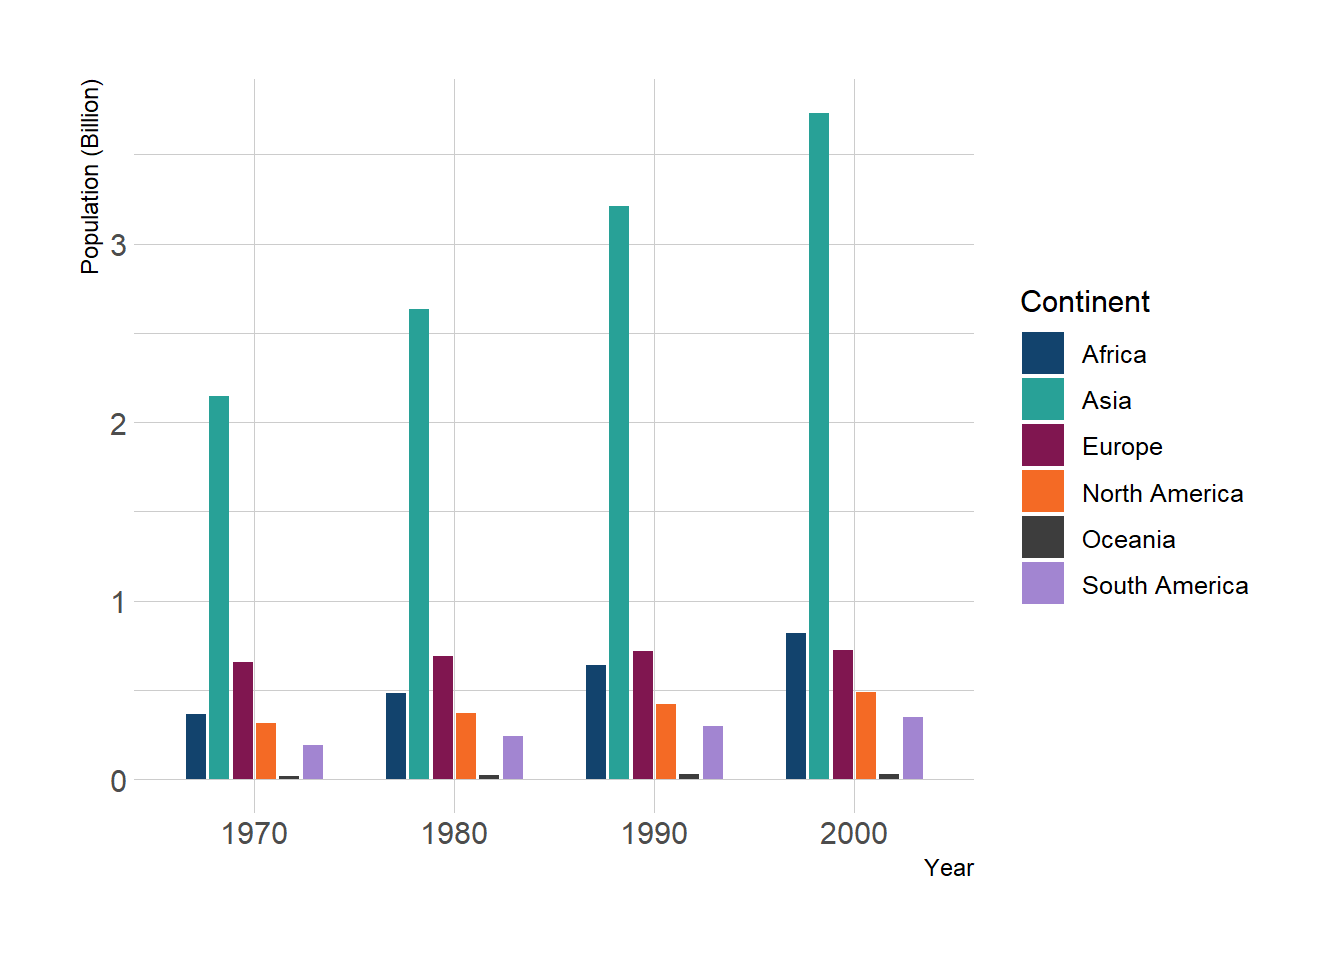 Population (Billion)
3
2
1
0
1970 1980 1990 2000
Year
Continent
Africa
Asia
Europe
North America
Oceania
South America